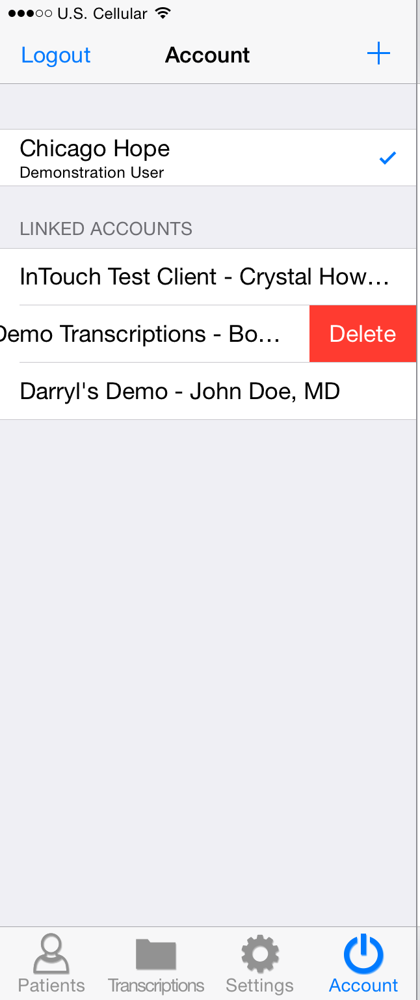 U.S. Cellular
Logout Account
Chicago Hope
Demonstration User
LINKED ACCOUNTS
InTouch Test Client - Crystal How...
Demo Transcriptions - Bo... Delete
Darryl's Demo - John Doe, MD
Patients Transcriptions Settings Account